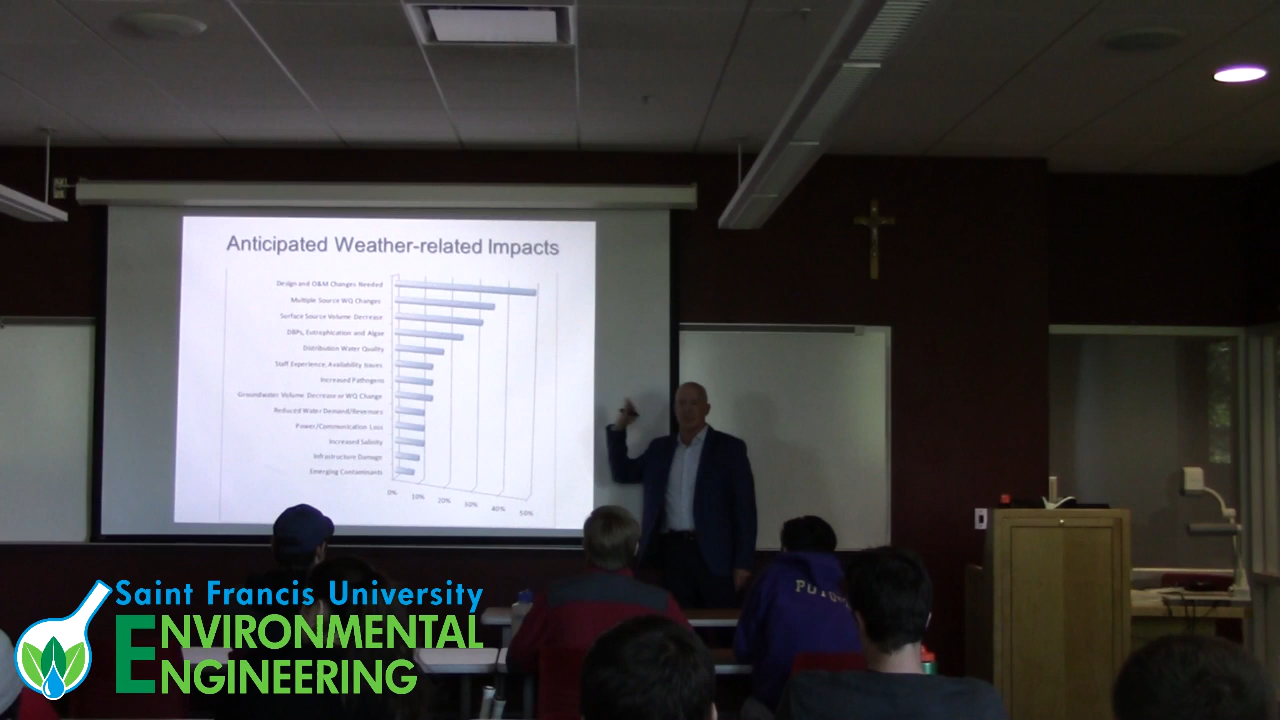 Anticipated Weather-related Impacts
Design and O&M Changes Needed
Multiple Source WQ Changes
Surface Source Volume Decrease
DBPs, Eutrophication and Algae
Distribution Water Quality
Staff Experience, Availability Issues
Increased Pathogens
Groundwater Volume Decrease or WQ Change
Reduced Water Demand/Revenues
Power/Communication Loss
Increased Salinity
Infrastructure Damage
Emerging Contaminants
0% 10% 20% 30% 40% 50%
Saint Francis University
ENVIRONMENTAL
ENGINEERING